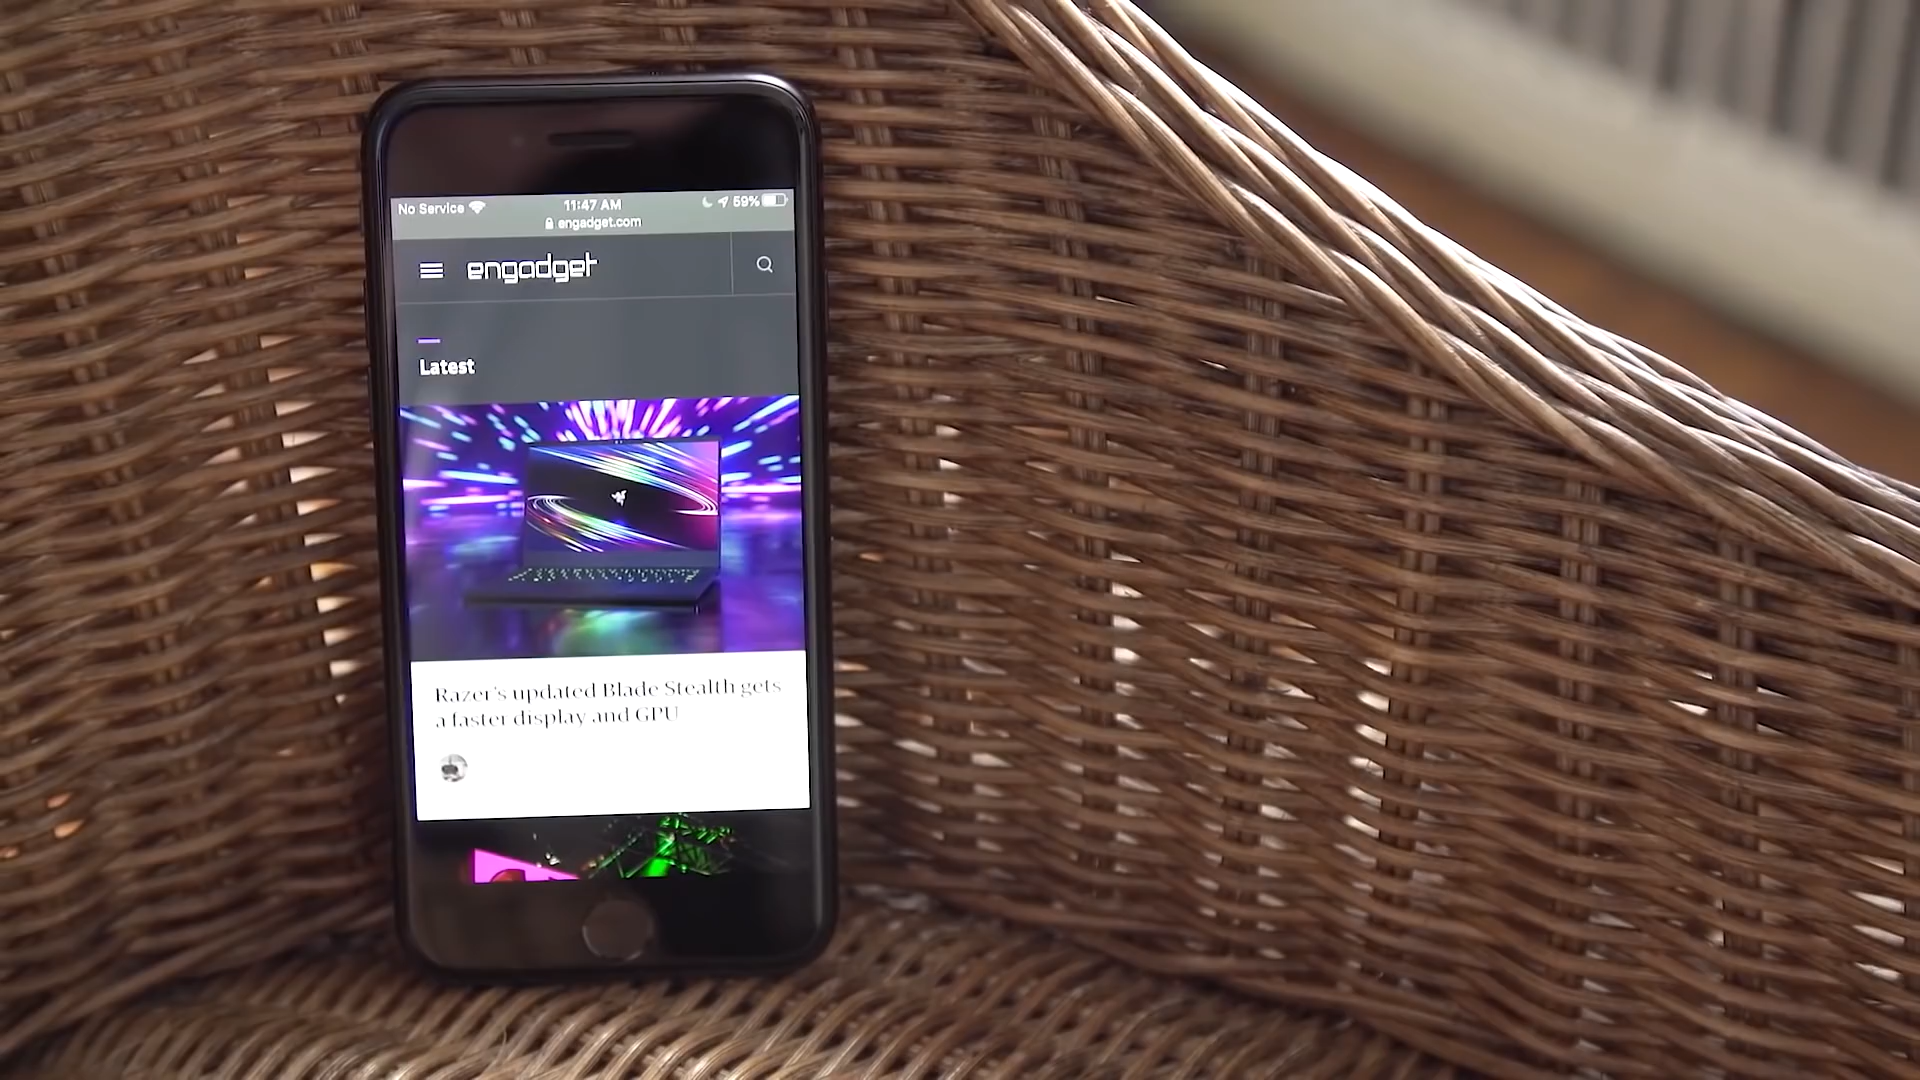 No Service 11:47 AM 59%
engadget.com
engadget
Latest
Razer's updated Blade Stealth gets
a faster display and GPU